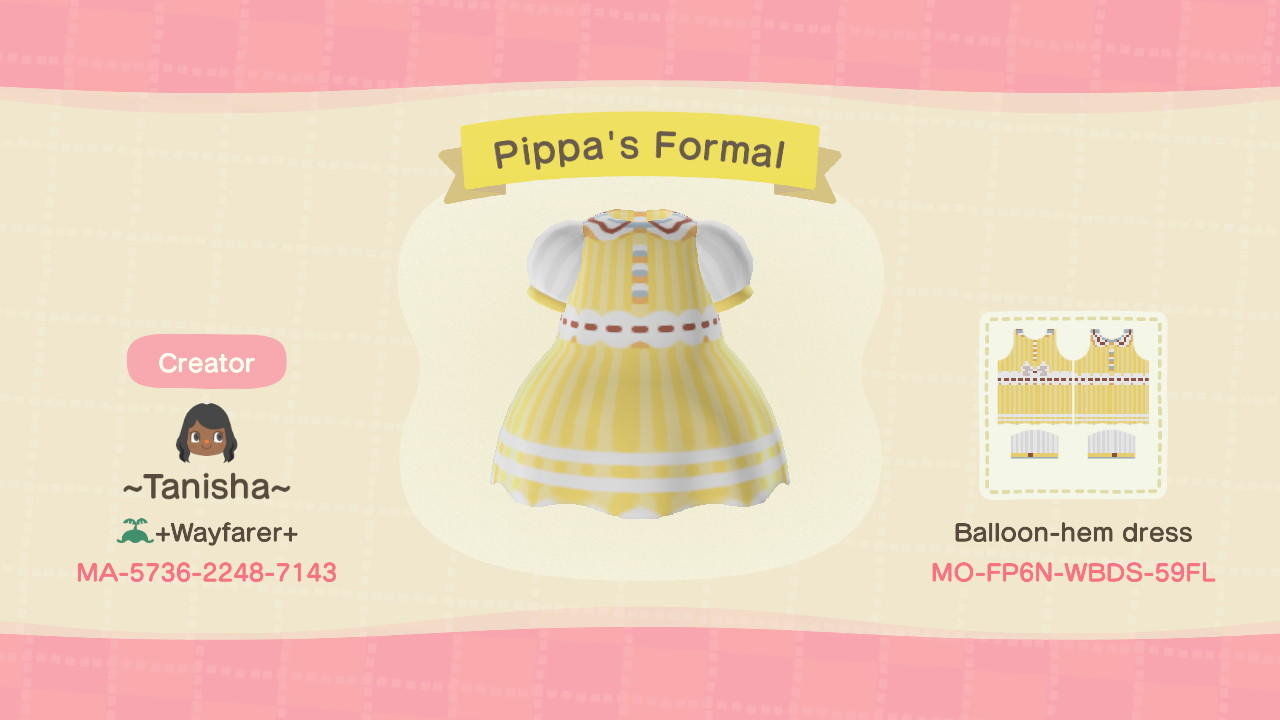 Pippa's Formal
Creator
~Tanisha~
+Wayfarer+
MA-5736-2248-7143
Balloon-hem dress
MO-FP6N-WBDS-59FL